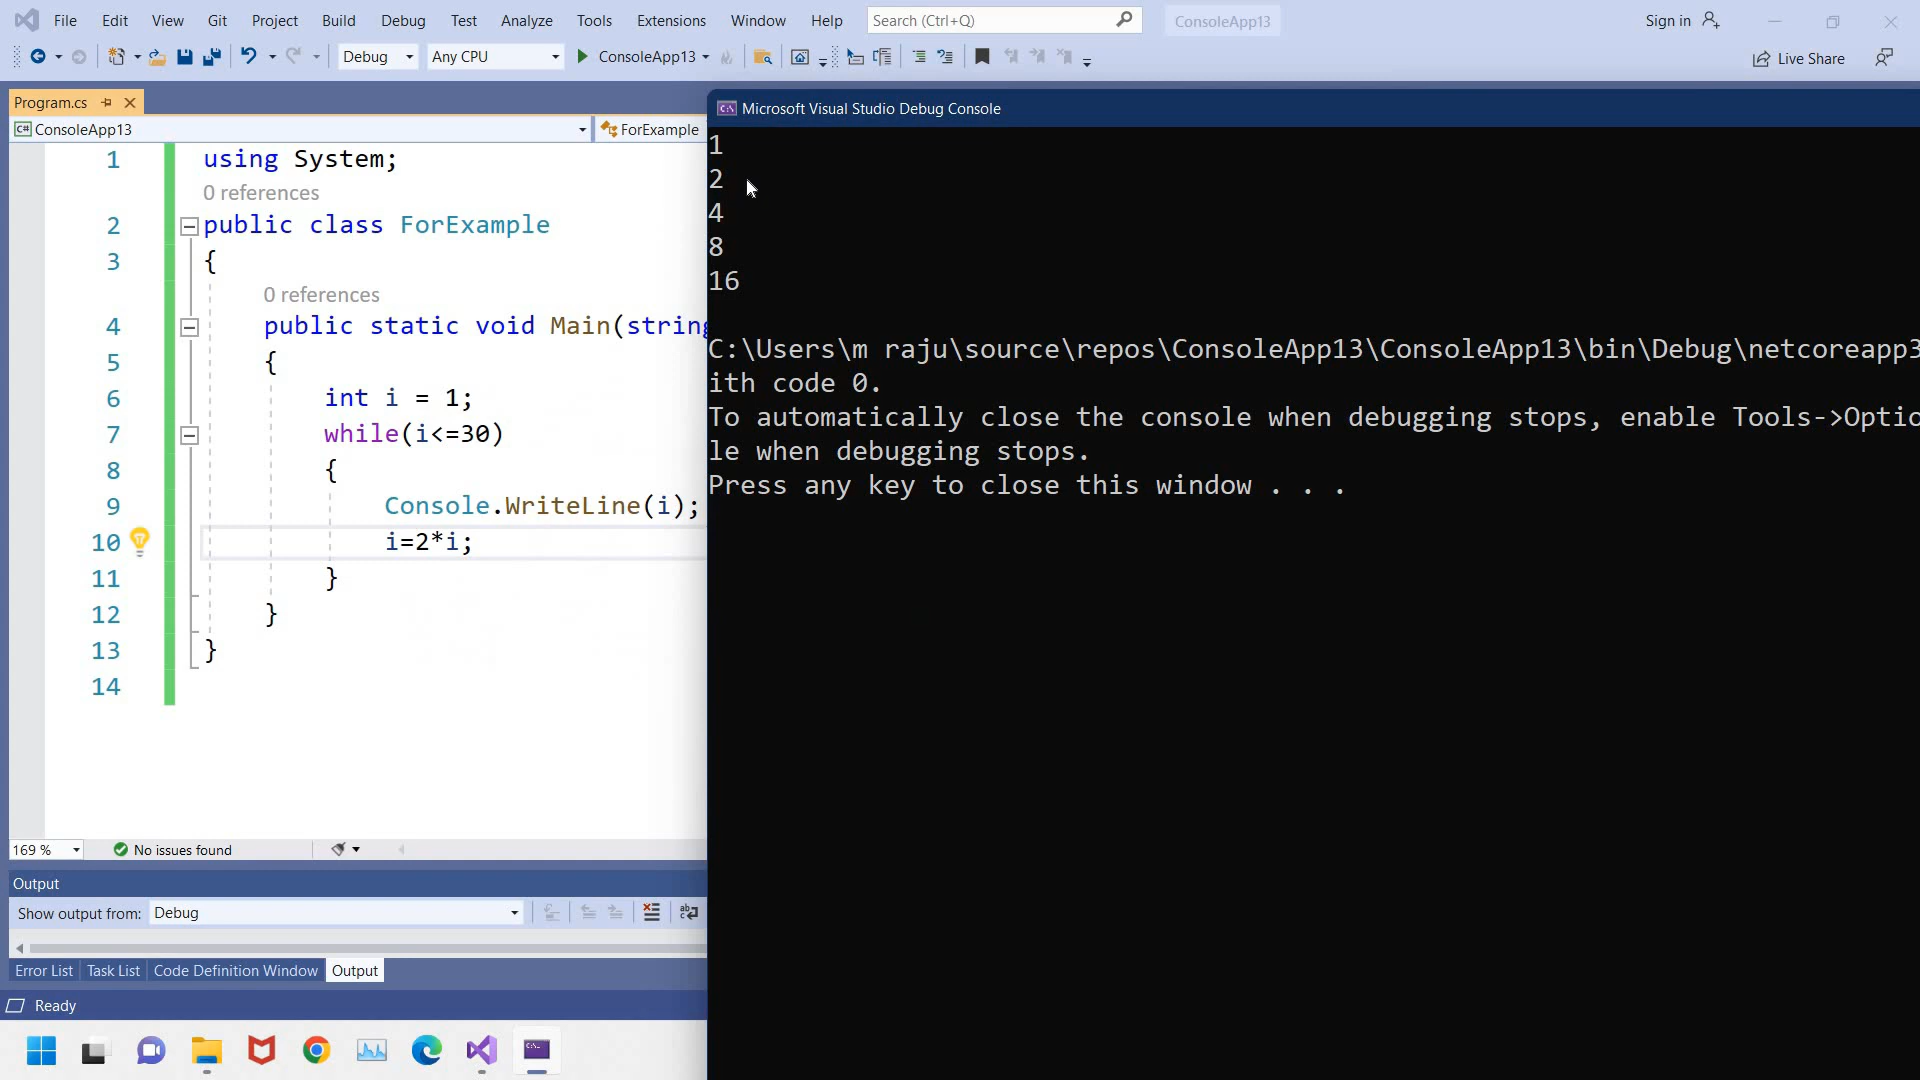 File Edit View Git Project Build Debug Test Analyze Tools Extensions Window Help Search (Ctrl+Q) ConsoleApp13 Sign in
Debug Any CPU ConsoleApp13 Live Share
Program.cs
C# ConsoleApp13 ForExample
1 using System;
0 references
2 public class ForExample
3 {
0 references
4 public static void Main(string
5 {
6 int i = 1;
7 while(i<=30)
8 {
9 Console.WriteLine(i);
10 i=2*i;
11 }
12 }
13 }
14
169 % No issues found
Output
Show output from: Debug
Error List Task List Code Definition Window Output
Ready
Microsoft Visual Studio Debug Console
1
2
4
8
16
C:\Users\m raju\source\repos\ConsoleApp13\ConsoleApp13\bin\Debug\netcoreapp3
ith code 0.
To automatically close the console when debugging stops, enable Tools->Optio
le when debugging stops.
Press any key to close this window . . .